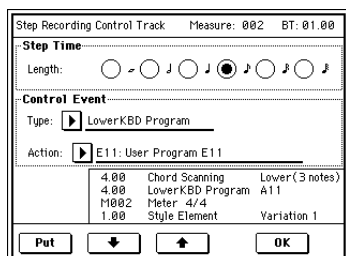 Step Recording Control Track Measure: 002 BT: 01.00
Step Time
Length:
Control Event
Type: LowerKBD Program
Action: E11: User Program E11
4.00 Chord Scanning Lower(3 notes)
4.00 LowerKBD Program A11
M002 Meter 4/4
1.00 Style Element Variation 1
Put OK